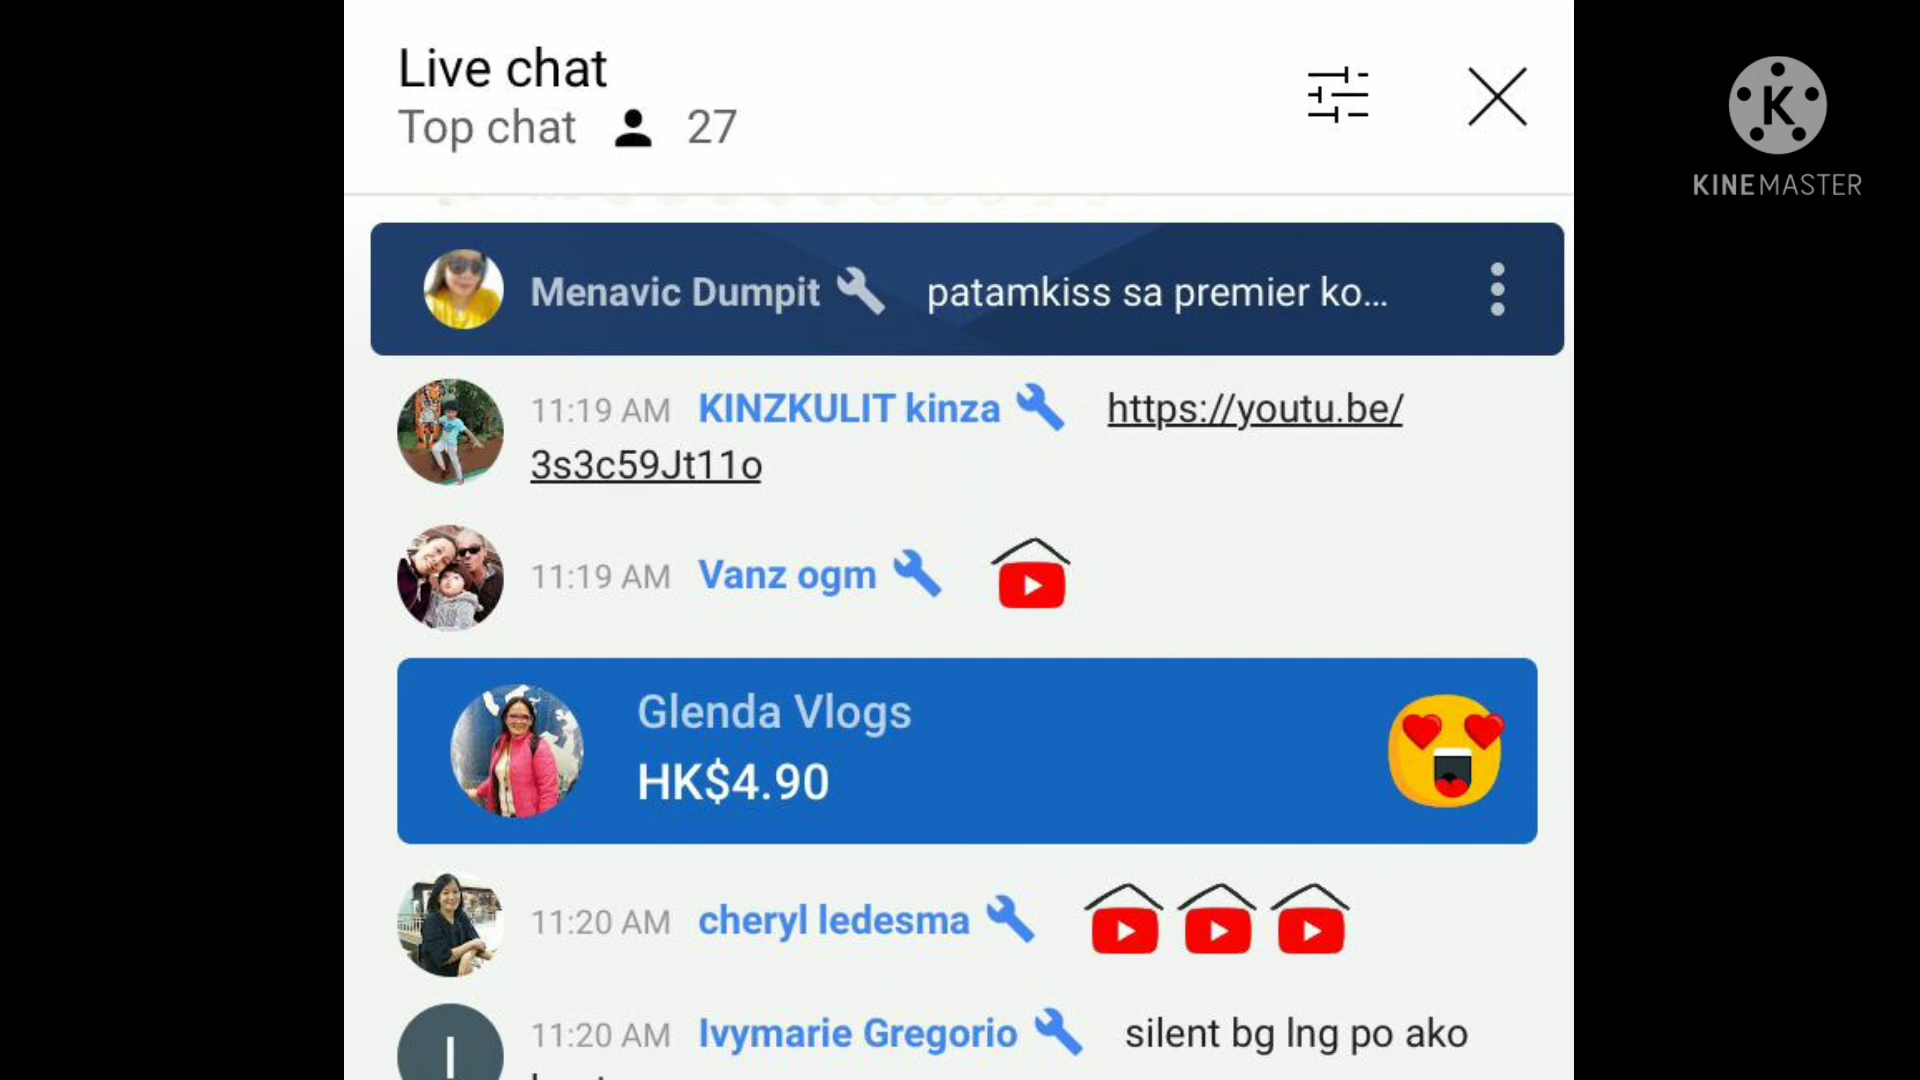 Live chat
Top chat 27
KINEMASTER
Menavic Dumpit patamkiss sa premier ko...
11:19 AM KINZKULIT kinza https://youtu.be/
3s3c59Jt11o
11:19 AM Vanz ogm
Glenda Vlogs
HK$4.90
11:20 AM cheryl ledesma
11:20 AM Ivymarie Gregorio silent bg lng po ako